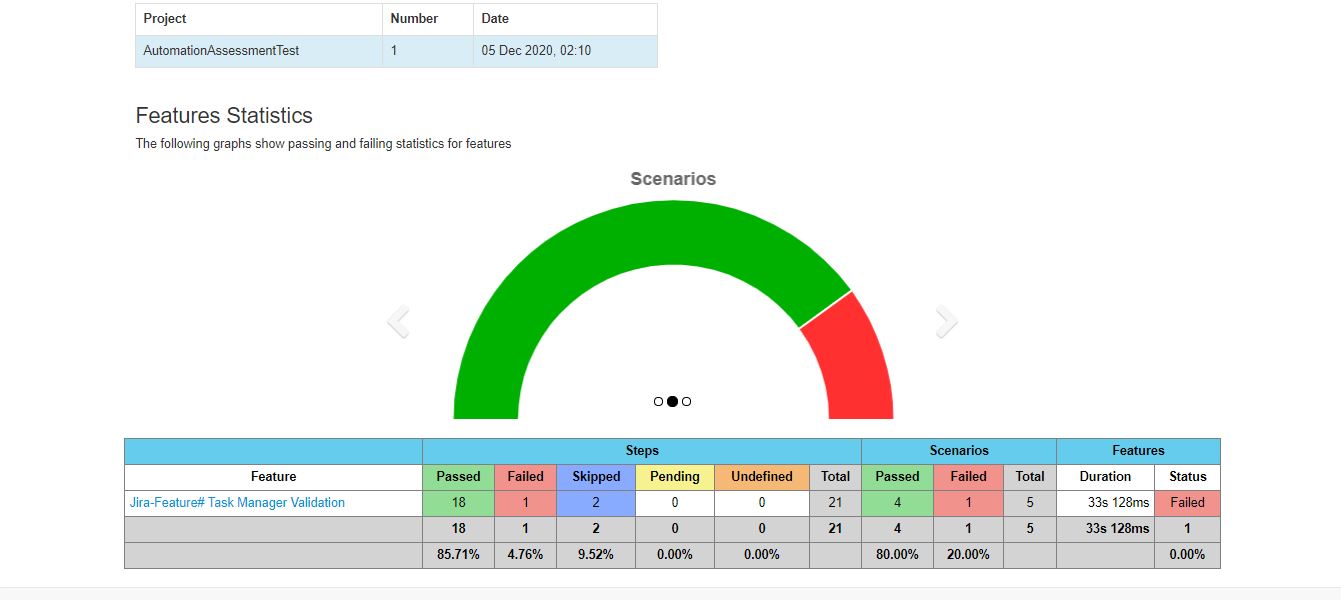 Project Number Date
AutomationAssessmentTest 1 05 Dec 2020, 02:10
Features Statistics
The following graphs show passing and failing statistics for features
Scenarios
Steps Scenarios Features
Feature Passed Failed Skipped Pending Undefined Total Passed Failed Total Duration Status
Jira-Feature# Task Manager Validation 18 1 2 0 0 21 4 1 5 33s 128ms Failed
18 1 2 0 0 21 4 1 5 33s 128ms 1
85.71% 4.76% 9.52% 0.00% 0.00% 80.00% 20.00% 0.00%